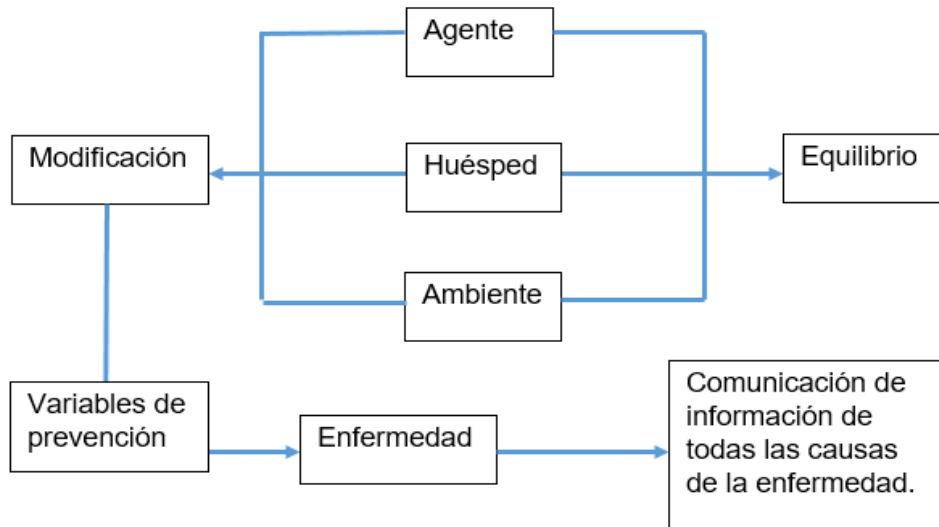 Agente
Modificación
Huésped
Equilibrio
Ambiente
Variables de
prevención
Enfermedad
Comunicación de
información de
todas las causas
de la enfermedad.